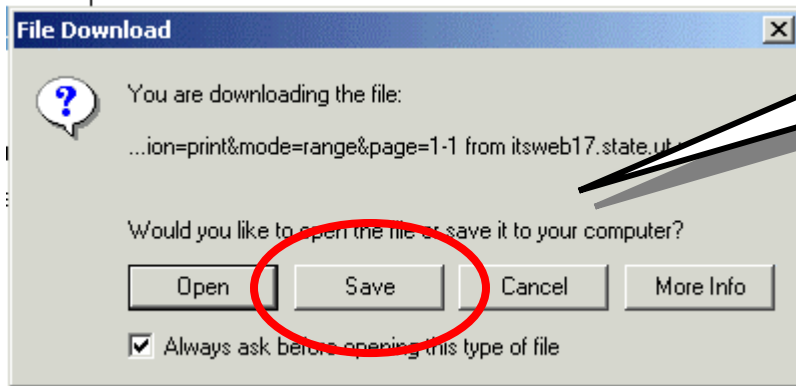 File Download
You are downloading the file:
...ion=print&mode=range&page=1-1 from itsweb17.state.ut
Would you like to open the file or save it to your computer?
Open Save Cancel More Info
Always ask before opening this type of file